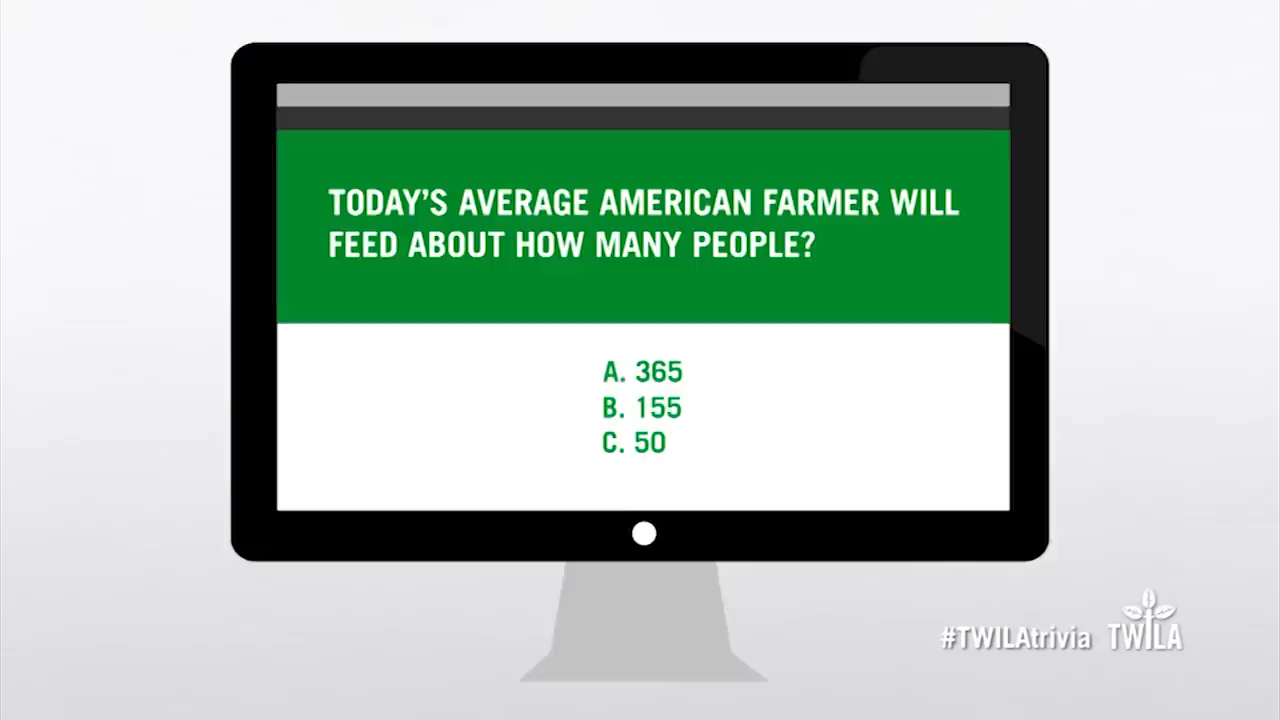 TODAY'S AVERAGE AMERICAN FARMER WILL
FEED ABOUT HOW MANY PEOPLE?
A. 365
B. 155
C. 50
#TWILAtrivia TWILA